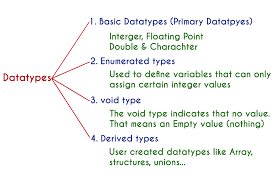 Datatypes
1. Basic Datatypes (Primary Datatpyes)
Interger, Floating Point
Double & Charachter
2. Enumerated types
Used to define variables that can only
assign certain integer values
3. void type
The void type indicates that no value.
That means an Empty value (nothing)
4. Derived types
User created datatypes like Array,
structures, unions...